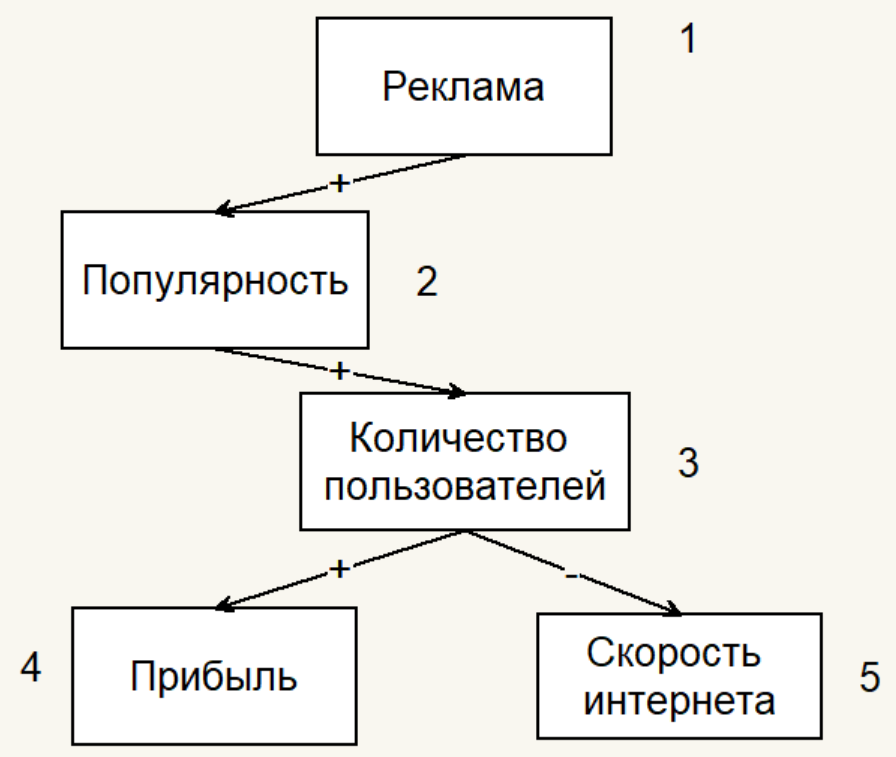 1
Реклама
+
Популярность
2
+
Количество
пользователей
3
+
-
4
Прибыль
Скорость
интернета
5